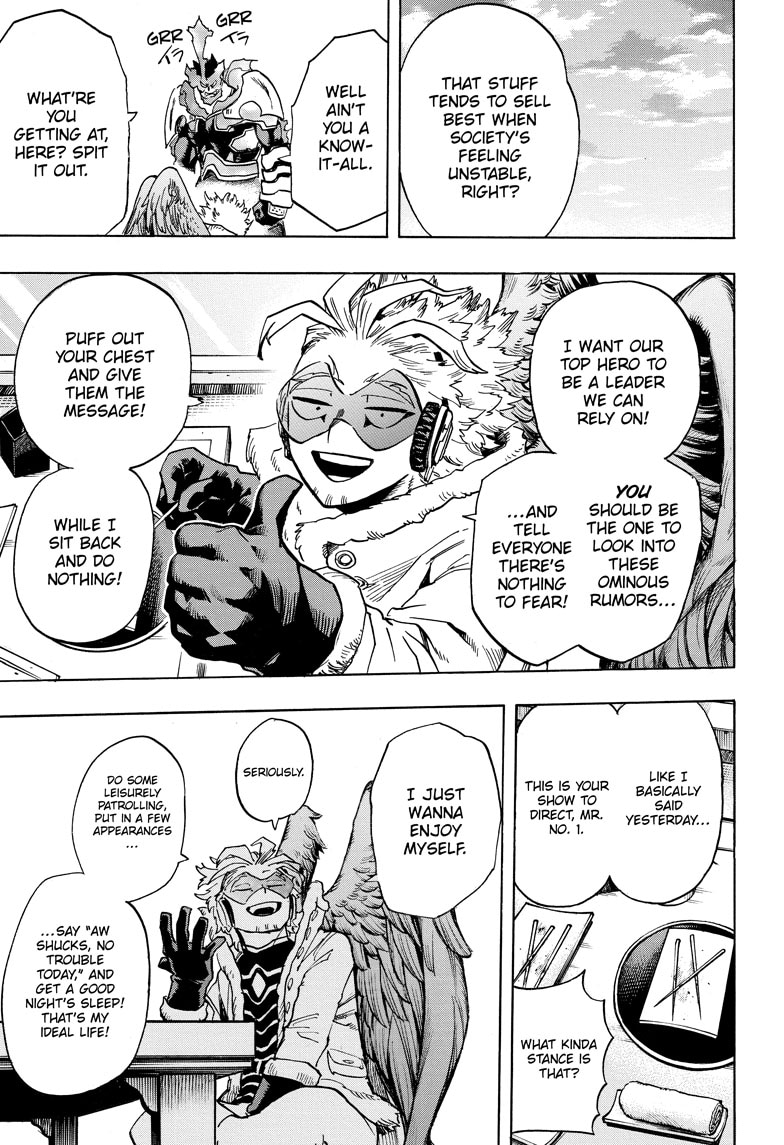 THAT STUFF
TENDS TO SELL
BEST WHEN
SOCIETY'S
FEELING
UNSTABLE,
RIGHT?
WELL
AIN'T
YOU A
KNOW-
IT-ALL.
GRR
イラ
GRR
イラ
WHAT'RE
YOU
GETTING AT,
HERE? SPIT
IT OUT.
I WANT OUR
TOP HERO TO
BE A LEADER
WE CAN
RELY ON!
YOU
SHOULD BE
THE ONE TO
LOOK INTO
THESE
OMINOUS
RUMORS...
...AND
TELL
EVERYONE
THERE'S
NOTHING
TO FEAR!
PUFF OUT
YOUR CHEST
AND GIVE
THEM THE
MESSAGE!
WHILE I
SIT BACK
AND DO
NOTHING!
LIKE I
BASICALLY
SAID
YESTERDAY...
THIS IS YOUR
SHOW TO
DIRECT, MR.
NO. 1.
WHAT KINDA
STANCE IS
THAT?
I JUST
WANNA
ENJOY
MYSELF.
SERIOUSLY.
DO SOME
LEISURELY
PATROLLING,
PUT IN A FEW
APPEARANCES
...
...SAY "AW
SHUCKS, NO
TROUBLE
TODAY," AND
GET A GOOD
NIGHT'S SLEEP!
THAT'S MY
IDEAL LIFE!